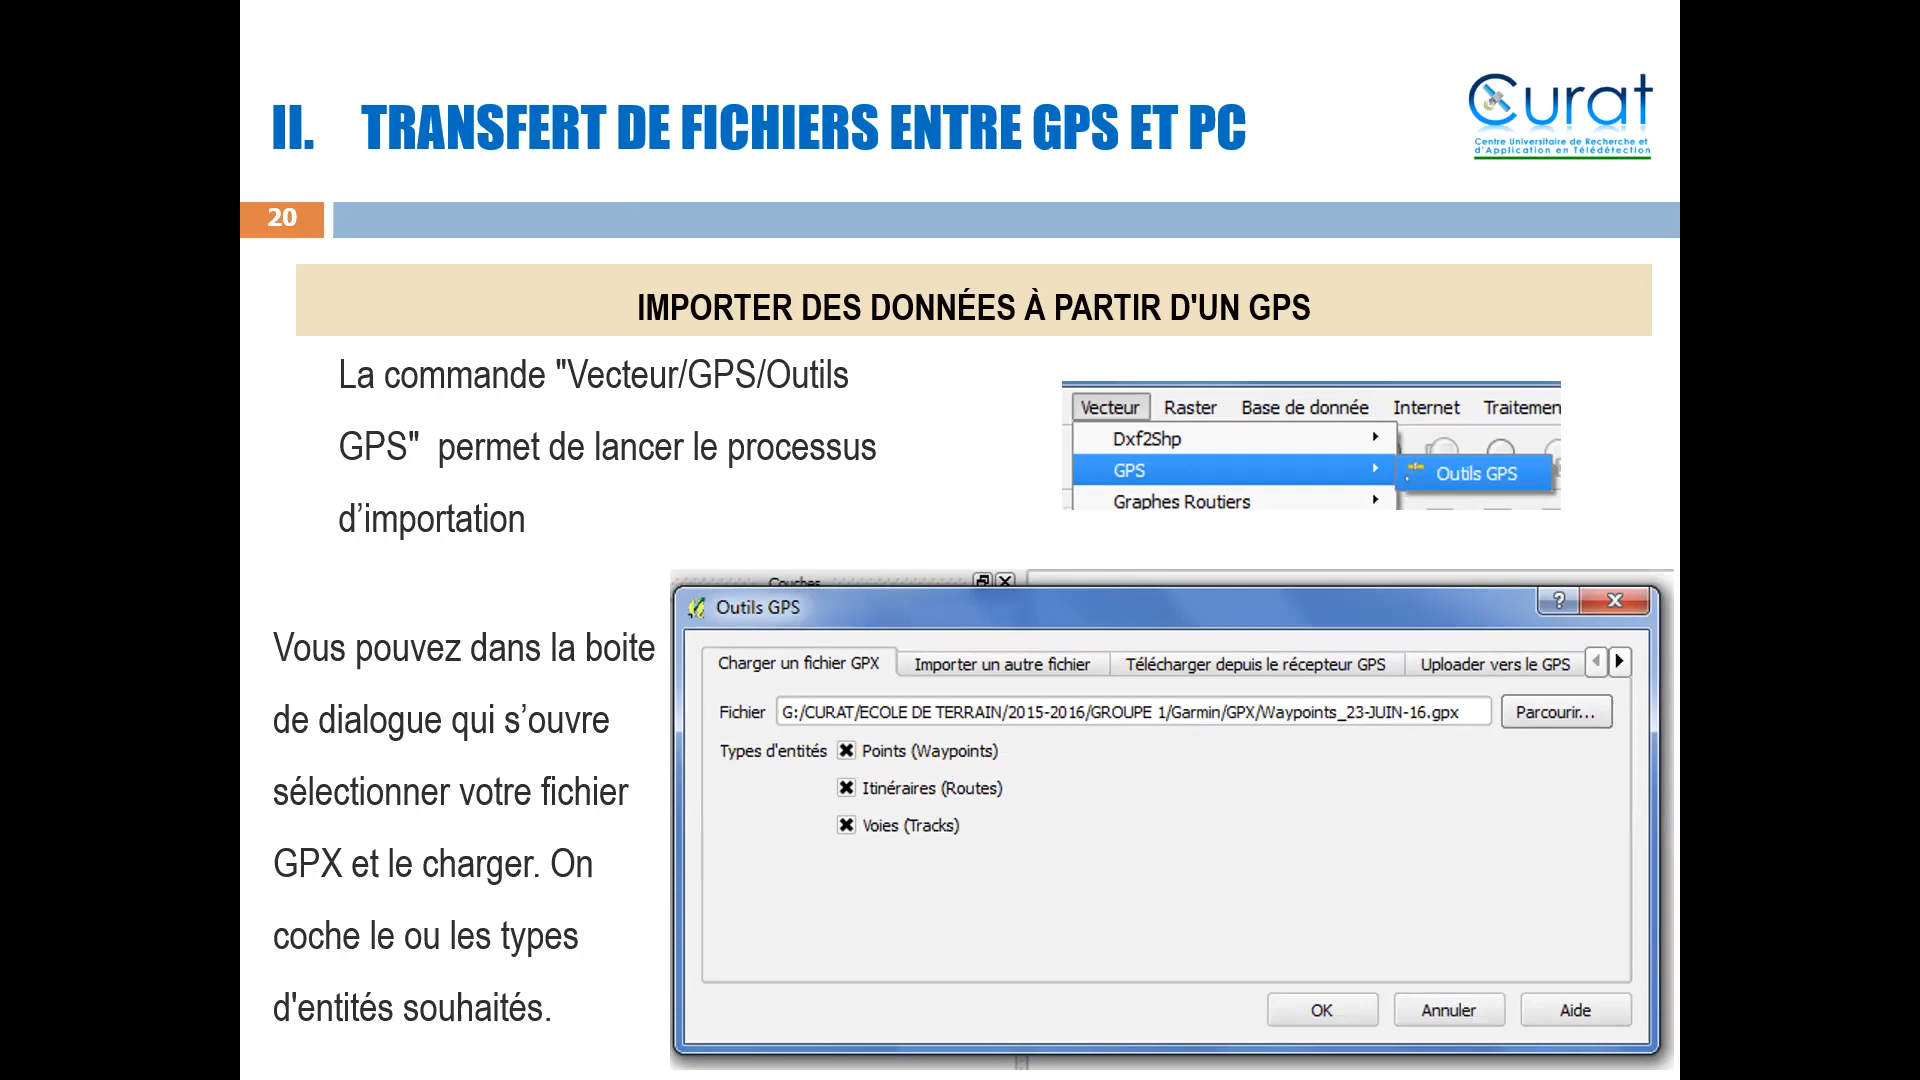 II. TRANSFERT DE FICHIERS ENTRE GPS ET PC
Curat
Centre Universitaire de Recherche et
d'Application en Télédétection
20
IMPORTER DES DONNÉES À PARTIR D'UN GPS
La commande "Vecteur/GPS/Outils
GPS" permet de lancer le processus
d’importation
Vecteur Raster Base de donnée Internet Traitemen
Dxf2Shp
GPS
Outils GPS
Graphes Routiers
Vous pouvez dans la boite
de dialogue qui s’ouvre
sélectionner votre fichier
GPX et le charger. On
coche le ou les types
d'entités souhaités.
Couches
Outils GPS
Charger un fichier GPX Importer un autre fichier Télécharger depuis le récepteur GPS Uploader vers le GPS
Fichier G:/CURAT/ECOLE DE TERRAIN/2015-2016/GROUPE 1/Garmin/GPX/Waypoints_23-JUIN-16.gpx Parcourir...
Types d'entités Points (Waypoints)
Itinéraires (Routes)
Voies (Tracks)
OK Annuler Aide